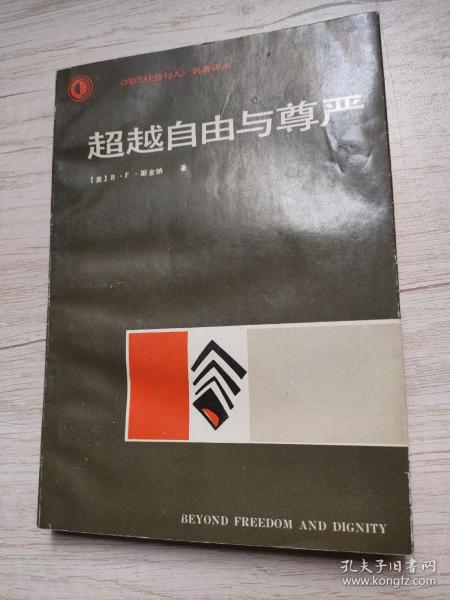 《现代社会与人》名著译丛
超越自由与尊严
【美】B·F·斯金纳 著
BEYOND FREEDOM AND DIGNITY
孔夫子旧书网
www.kongfz.com